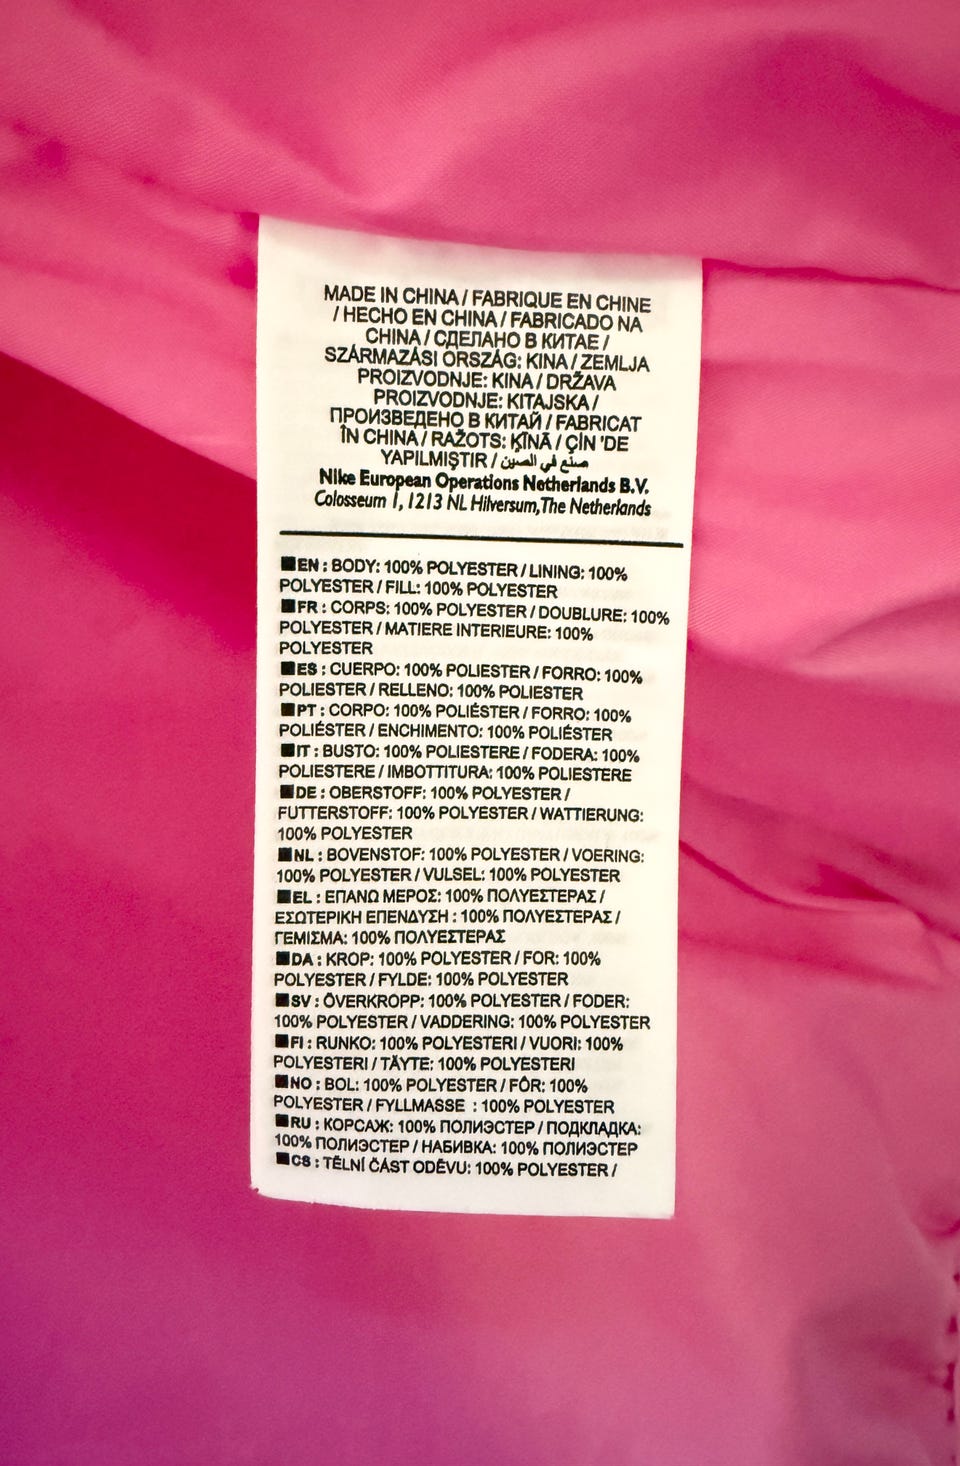 MADE IN CHINA / FABRIQUE EN CHINE
/ HECHO EN CHINA / FABRICADO NA
CHINA / СДЕЛАНО В КИТАЕ /
SZÁRMAZÁSI ORSZÁG: KINA / ZEMLJA
PROIZVODNJE: KINA / DRŽAVA
PROIZVODNJE: KITAJSKA /
ПРОИЗВЕДЕНО В КИТАЙ / FABRICAT
ÎN CHINA / RAŽOTS: ĶĪNĀ / ÇİN 'DE
YAPILMIŞTIR / صنع في الصين
Nike European Operations Netherlands B.V.
Colosseum 1, 1213 NL Hilversum, The Netherlands
■EN : BODY: 100% POLYESTER / LINING: 100%
POLYESTER / FILL: 100% POLYESTER
■FR : CORPS: 100% POLYESTER / DOUBLURE: 100%
POLYESTER / MATIERE INTERIEURE: 100%
POLYESTER
■ES : CUERPO: 100% POLIESTER / FORRO: 100%
POLIESTER / RELLENO: 100% POLIESTER
■PT : CORPO: 100% POLIÉSTER / FORRO: 100%
POLIÉSTER / ENCHIMENTO: 100% POLIÉSTER
■IT : BUSTO: 100% POLIESTERE / FODERA: 100%
POLIESTERE / IMBOTTITURA: 100% POLIESTERE
■DE : OBERSTOFF: 100% POLYESTER /
FUTTERSTOFF: 100% POLYESTER / WATTIERUNG:
100% POLYESTER
■NL : BOVENSTOF: 100% POLYESTER / VOERING:
100% POLYESTER / VULSEL: 100% POLYESTER
■EL : ΕΠΑΝΩ ΜΕΡΟΣ: 100% ΠΟΛΥΕΣΤΕΡΑΣ /
ΕΣΩΤΕΡΙΚΗ ΕΠΕΝΔΥΣΗ : 100% ΠΟΛΥΕΣΤΕΡΑΣ /
ΓΕΜΙΣΜΑ: 100% ΠΟΛΥΕΣΤΕΡΑΣ
■DA : KROP: 100% POLYESTER / FOR: 100%
POLYESTER / FYLDE: 100% POLYESTER
■SV : ÖVERKROPP: 100% POLYESTER / FODER:
100% POLYESTER / VADDERING: 100% POLYESTER
■FI : RUNKO: 100% POLYESTERI / VUORI: 100%
POLYESTERI / TÄYTE: 100% POLYESTERI
■NO : BOL: 100% POLYESTER / FÔR: 100%
POLYESTER / FYLLMASSE : 100% POLYESTER
■RU : КОРСАЖ: 100% ПОЛИЭСТЕР / ПОДКЛАДКА:
100% ПОЛИЭСТЕР / НАБИВКА: 100% ПОЛИЭСТЕР
■CS : TĚLNÍ ČÁST ODĚVU: 100% POLYESTER /